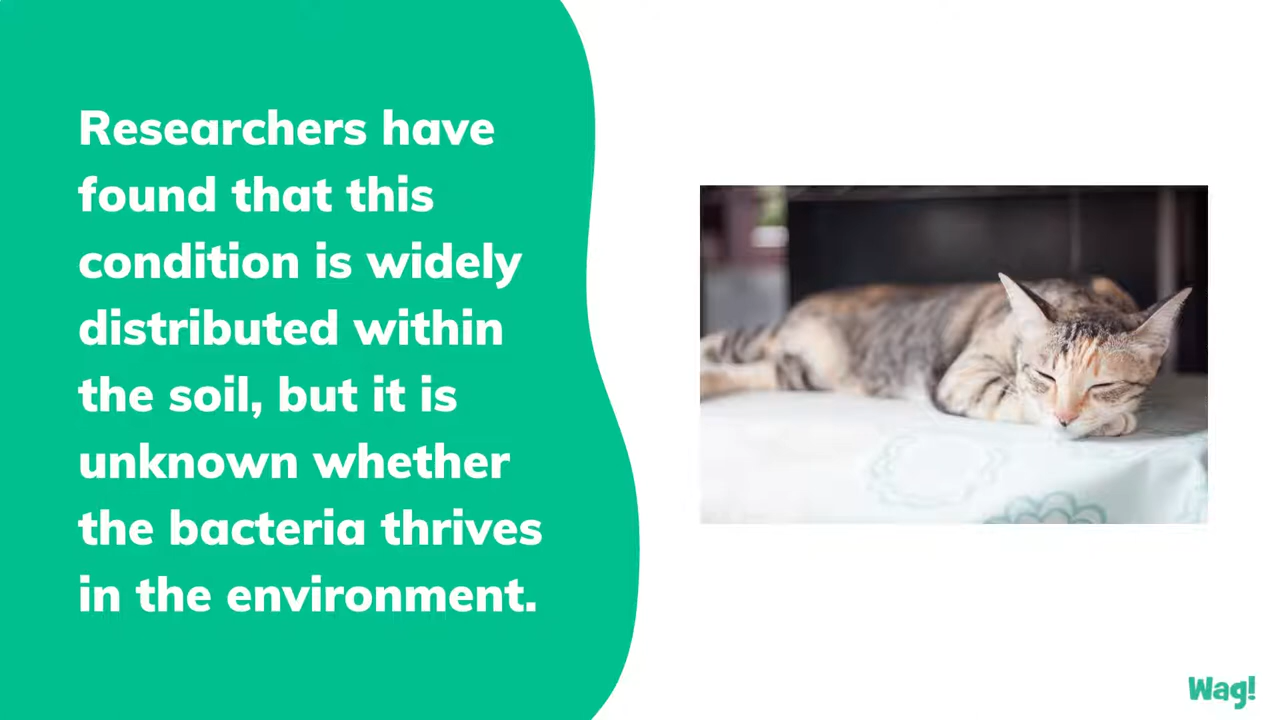 Researchers have
found that this
condition is widely
distributed within
the soil, but it is
unknown whether
the bacteria thrives
in the environment.
Wag!